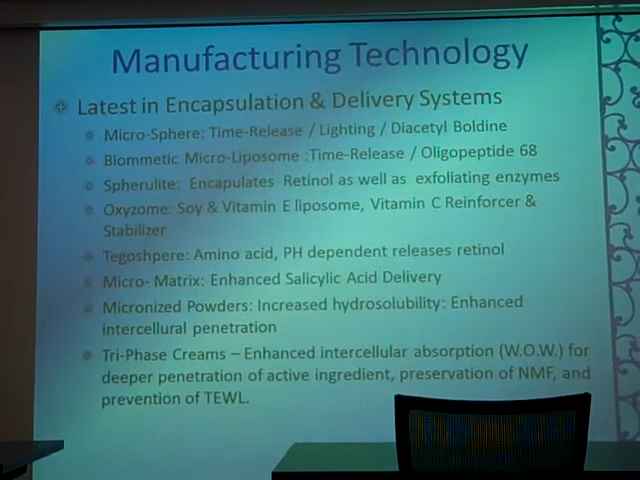 Manufacturing Technology
Latest in Encapsulation & Delivery Systems
Micro-Sphere: Time-Release / Lighting / Diacetyl Boldine
Biommetic Micro-Liposome :Time-Release / Oligopeptide 68
Spherulite: Encapsulates Retinol as well as exfoliating enzymes
Oxyzome: Soy & Vitamin E liposome, Vitamin C Reinforcer &
Stabilizer
Tegoshpere: Amino acid, PH dependent releases retinol
Micro- Matrix: Enhanced Salicylic Acid Delivery
Micronized Powders: Increased hydrosolubility: Enhanced
intercellural penetration
Tri-Phase Creams – Enhanced intercellular absorption (W.O.W.) for
deeper penetration of active ingredient, preservation of NMF, and
prevention of TEWL.